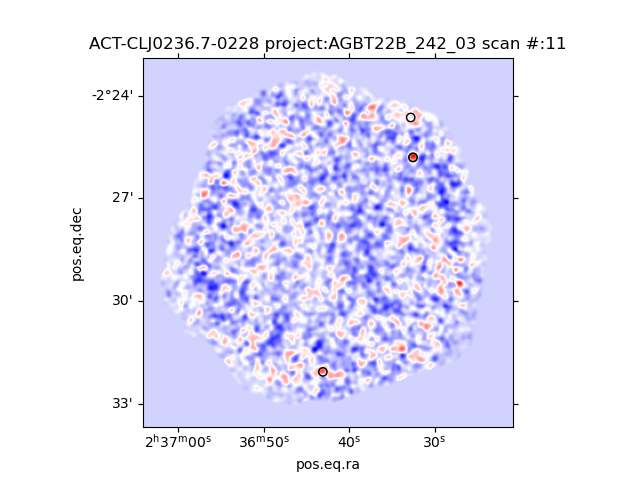 ACT-CLJ0236.7-0228 project:AGBT22B_242_03 scan #:11
-2°24'
27'
30'
33'
2ʰ37ᵐ00ˢ 36ᵐ50ˢ 40ˢ 30ˢ
pos.eq.ra
pos.eq.dec